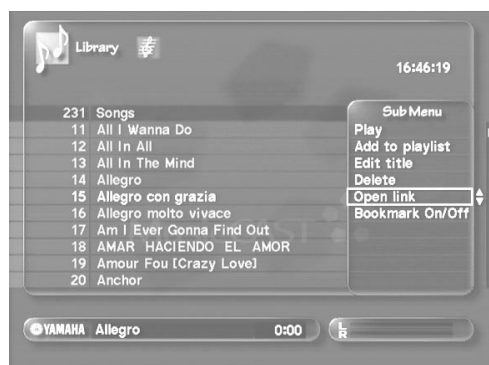 Library
16:46:19
231 Songs
11 All I Wanna Do
12 All In All
13 All In The Mind
14 Allegro
15 Allegro con grazia
16 Allegro molto vivace
17 Am I Ever Gonna Find Out
18 AMAR HACIENDO EL AMOR
19 Amour Fou [Crazy Love]
20 Anchor
Sub Menu
Play
Add to playlist
Edit title
Delete
Open link
Bookmark On/Off
YAMAHA Allegro 0:00
L
R